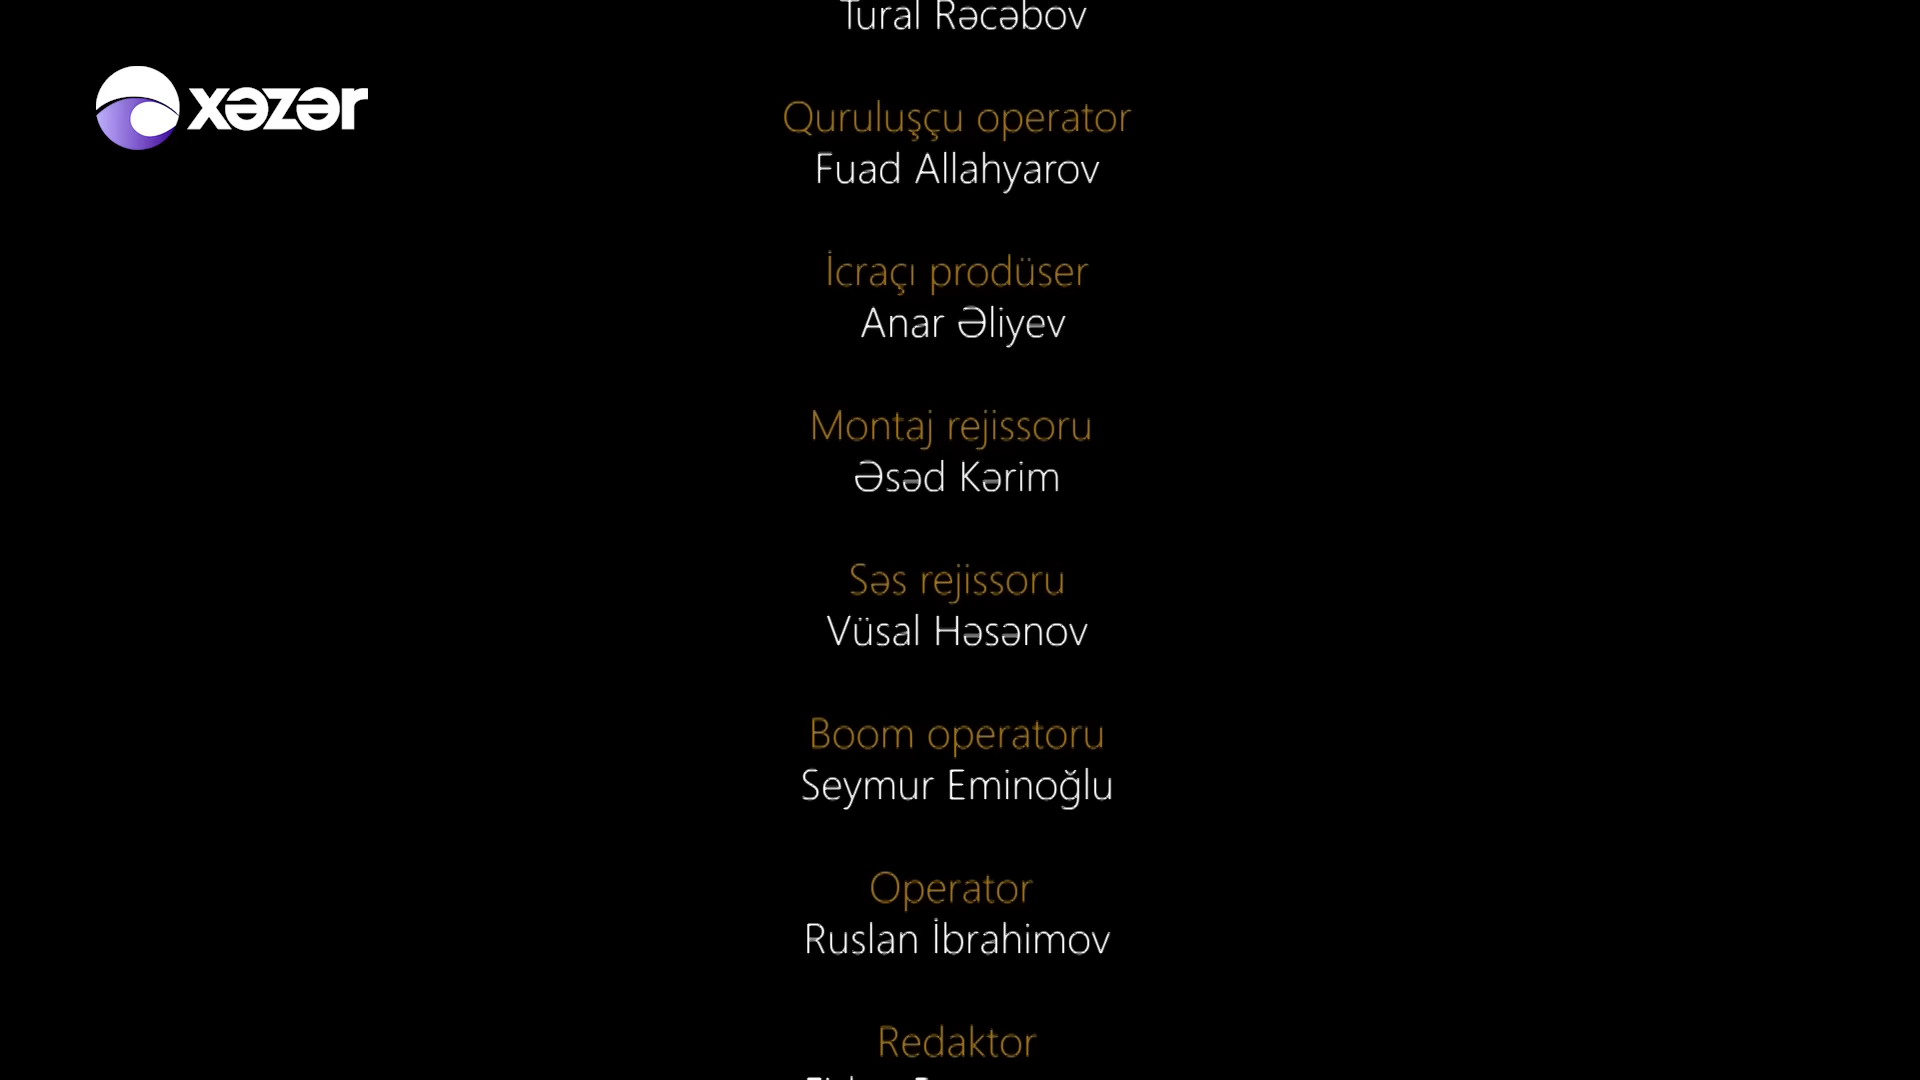 Tural Rəcəbov
xəzər
Quruluşçu operator
Fuad Allahyarov
İcraçı prodüser
Anar Əliyev
Montaj rejissoru
Əsəd Kərim
Səs rejissoru
Vüsal Həsənov
Boom operatoru
Seymur Eminoğlu
Operator
Ruslan İbrahimov
Redaktor